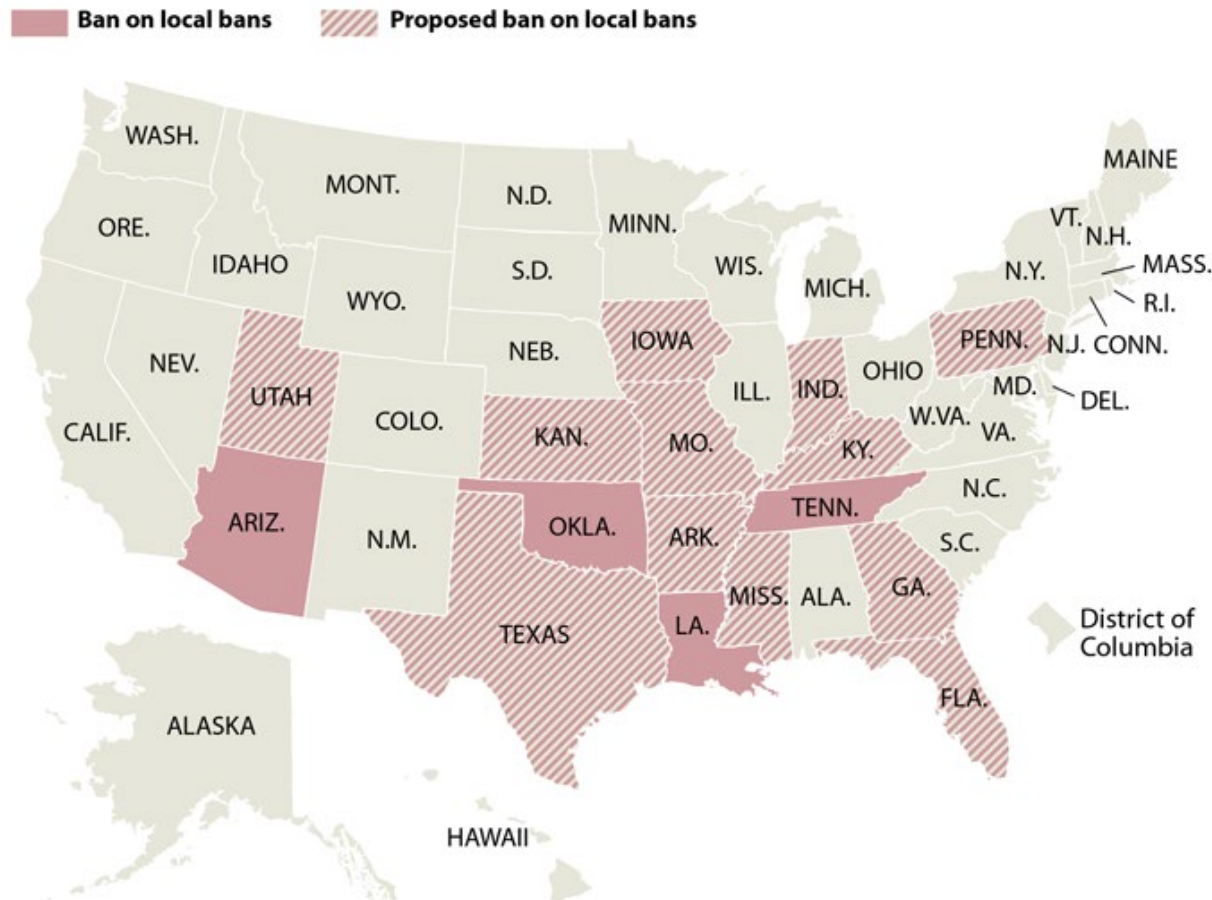 Ban on local bans
Proposed ban on local bans
WASH.
MONT.
N.D.
MINN.
MAINE
VT.
N.H.
ORE.
IDAHO
S.D.
WIS.
MICH.
N.Y.
MASS.
R.I.
WYO.
NEV.
NEB.
IOWA
PENN.
N.J.
CONN.
UTAH
COLO.
ILL.
IND.
OHIO
MD.
DEL.
CALIF.
KAN.
MO.
KY.
W.VA.
VA.
ARIZ.
N.M.
OKLA.
ARK.
TENN.
N.C.
S.C.
TEXAS
LA.
MISS.
ALA.
GA.
FLA.
District of
Columbia
ALASKA
HAWAII